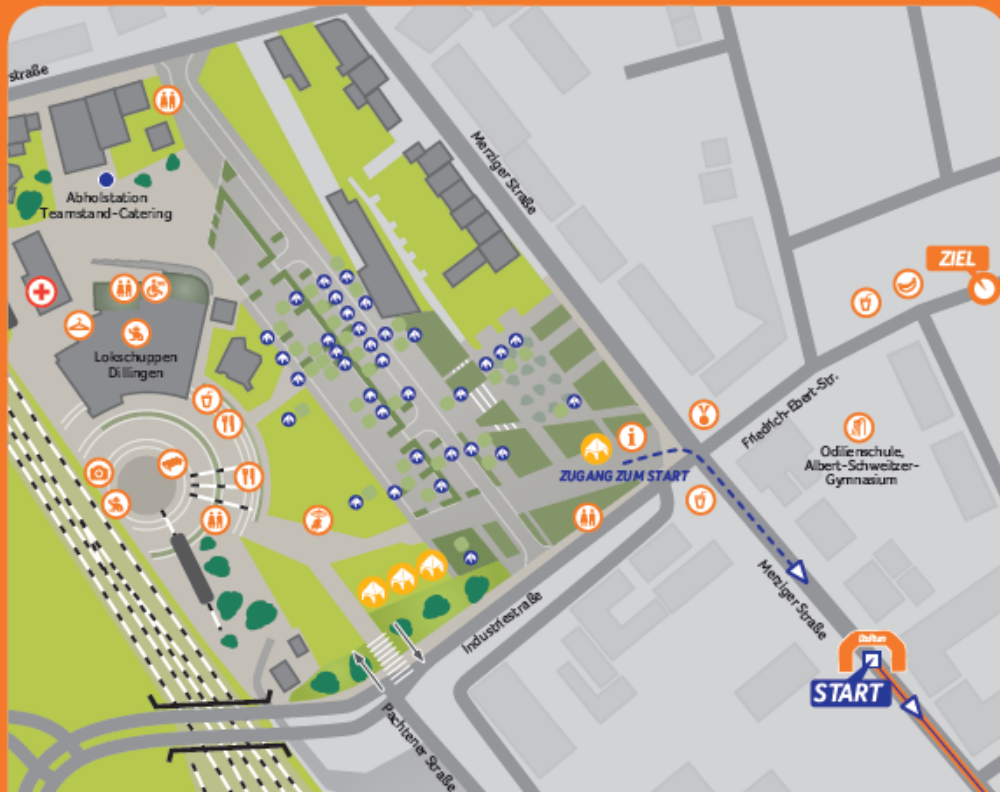 straße
Merziger Straße
Abholstation
Teamstand-Catering
ZIEL
Lokschuppen
Dillingen
Friedrich-Ebert-Str.
Odilienschule,
Albert-Schweitzer-
Gymnasium
i
ZUGANG ZUM START
Merziger Straße
Industriestraße
START
Pachtener Straße